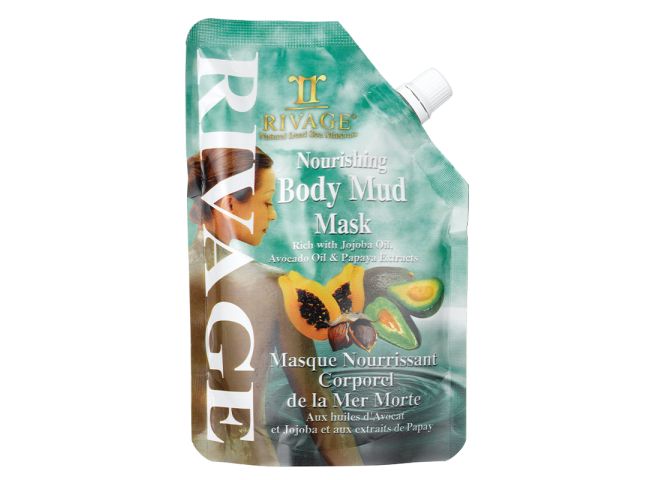 RIVAGE
RIVAGE®
Natural Dead Sea Minerals
Nourishing
Body Mud
Mask
Rich with Jojoba Oil,
Avocado Oil & Papaya Extracts
Masque Nourrissant
Corporel
de la Mer Morte
Aux huiles d'Avocat
et Jojoba et aux extraits de Papay